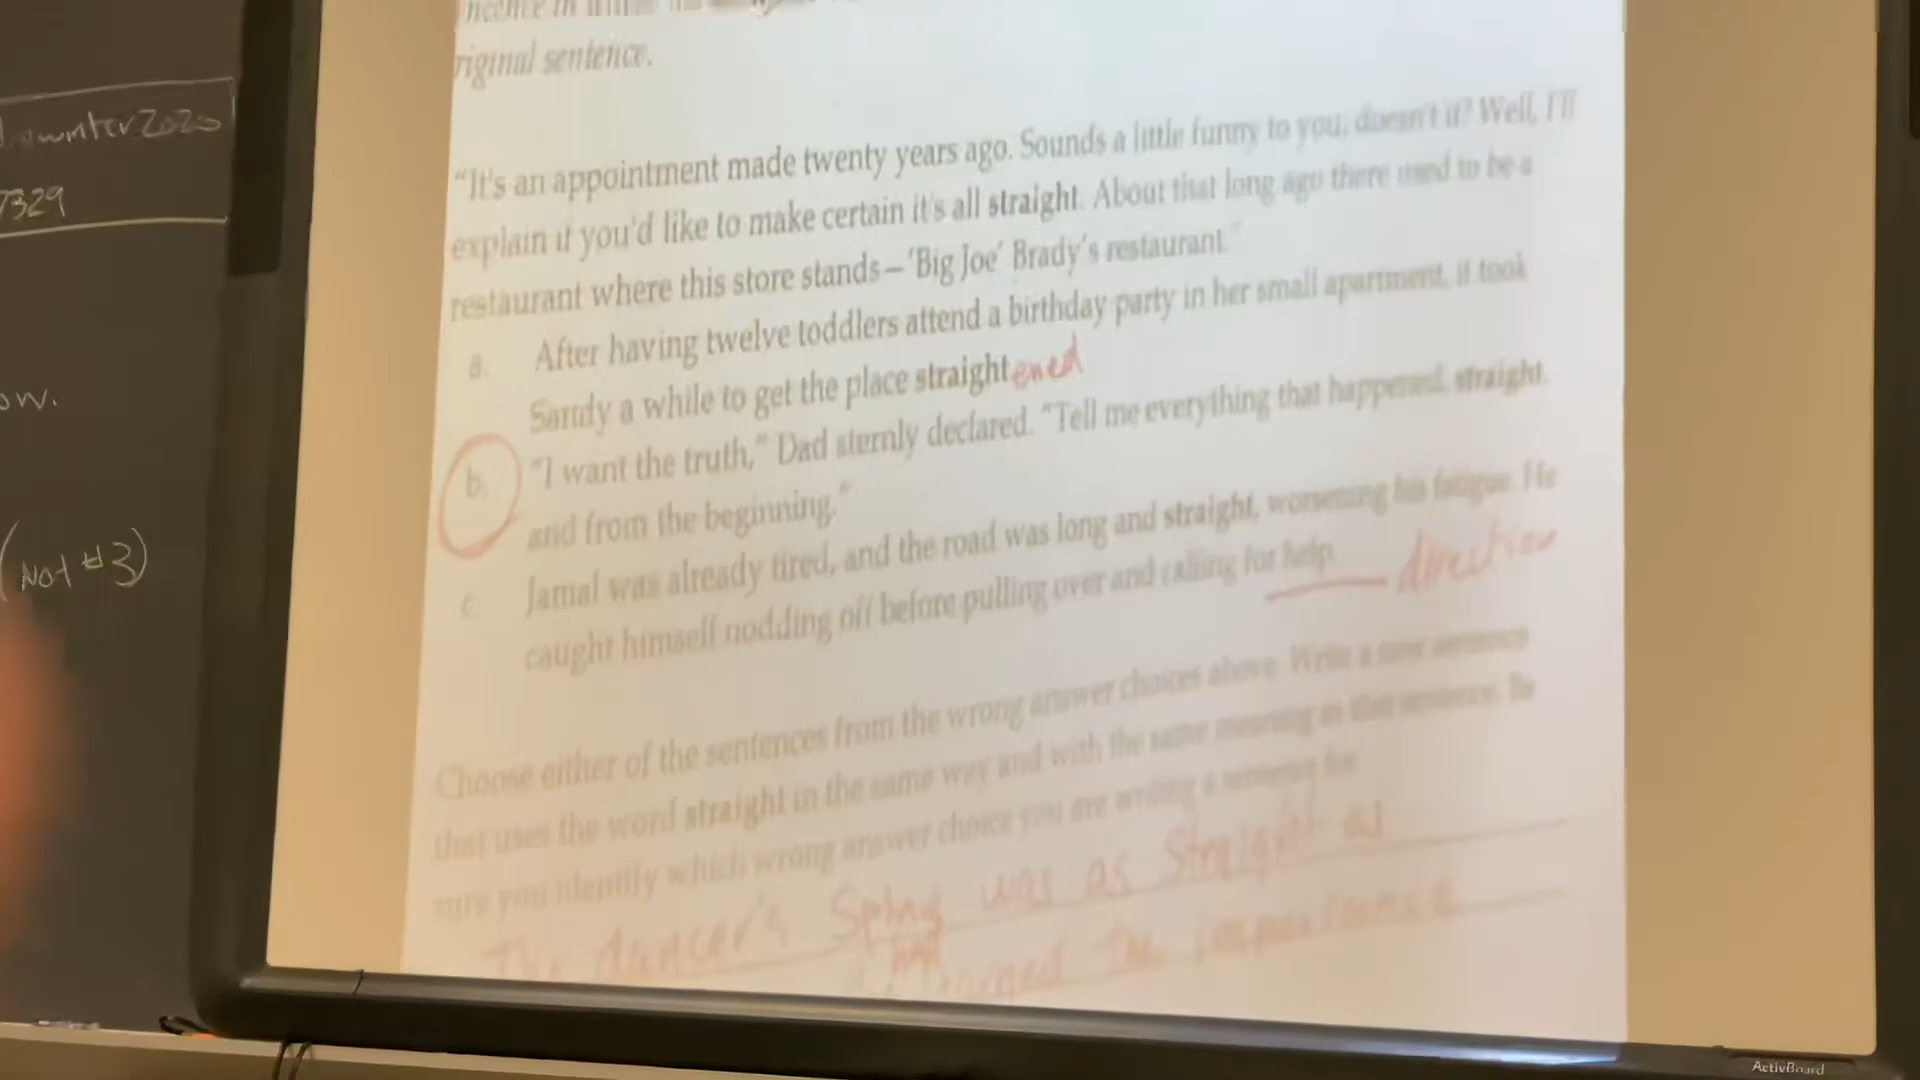 winter2020
7329
ow.
(Not #3)
riginal sentence.
"It's an appointment made twenty years ago. Sounds a little funny to you, doesn't it? Well, I'll
explain if you'd like to make certain it's all straight. About that long ago there used to be a
restaurant where this store stands—'Big Joe' Brady's restaurant."
a. After having twelve toddlers attend a birthday party in her small apartment, it took
Sandy a while to get the place straightened
b. "I want the truth," Dad sternly declared. "Tell me everything that happened, straight,
and from the beginning."
c. Jamal was already tired, and the road was long and straight, worsening his fatigue. He
caught himself nodding off before pulling over and calling for help. direction
Choose either of the sentences from the wrong answer choices above. Write a new sentence
that uses the word straight in the same way and with the same meaning as that sentence. Be
sure you identify which wrong answer choice you are writing a sentence for
The dancer's was as straight as
the importance
ActivBoard